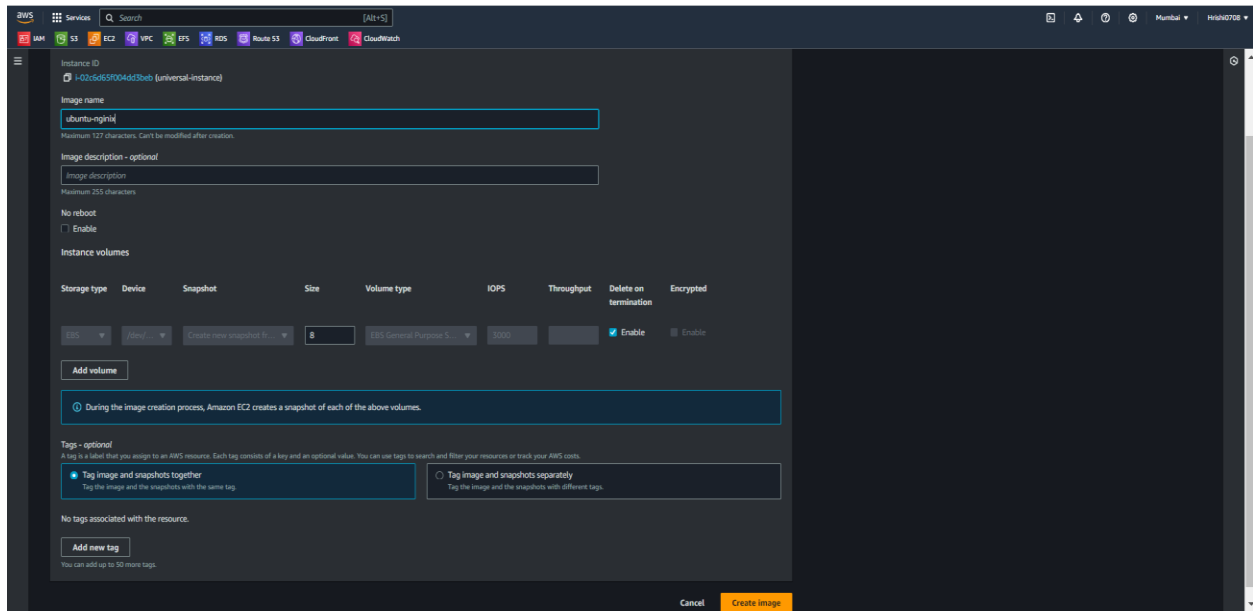 aws Services Search [Alt+S] Mumbai Hrishi0708
IAM S3 EC2 VPC EFS RDS Route 53 CloudFront CloudWatch
Instance ID
i-02c6d65f004dd3beb (universal-instance)
Image name
ubuntu-nginix
Maximum 127 characters. Can't be modified after creation.
Image description - optional
Image description
Maximum 255 characters
No reboot
Enable
Instance volumes
Storage type Device Snapshot Size Volume type IOPS Throughput Delete on termination Encrypted
EBS /dev/... Create new snapshot fr... 8 EBS General Purpose S... 3000 Enable Enable
Add volume
During the image creation process, Amazon EC2 creates a snapshot of each of the above volumes.
Tags - optional
A tag is a label that you assign to an AWS resource. Each tag consists of a key and an optional value. You can use tags to search and filter your resources or track your AWS costs.
Tag image and snapshots together Tag image and snapshots separately
Tag the image and the snapshots with the same tag. Tag the image and the snapshots with different tags.
No tags associated with the resource.
Add new tag
You can add up to 50 more tags.
Cancel Create image